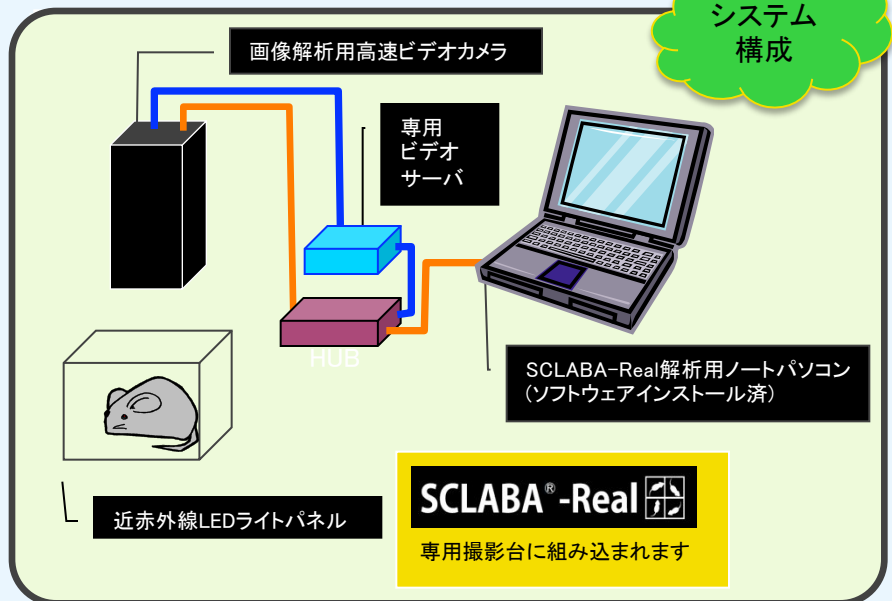 システム
構成
画像解析用高速ビデオカメラ
専用
ビデオ
サーバ
HUB
SCLABA-Real解析用ノートパソコン
(ソフトウェアインストール済)
近赤外線LEDライトパネル
SCLABA®-Real
専用撮影台に組み込まれます